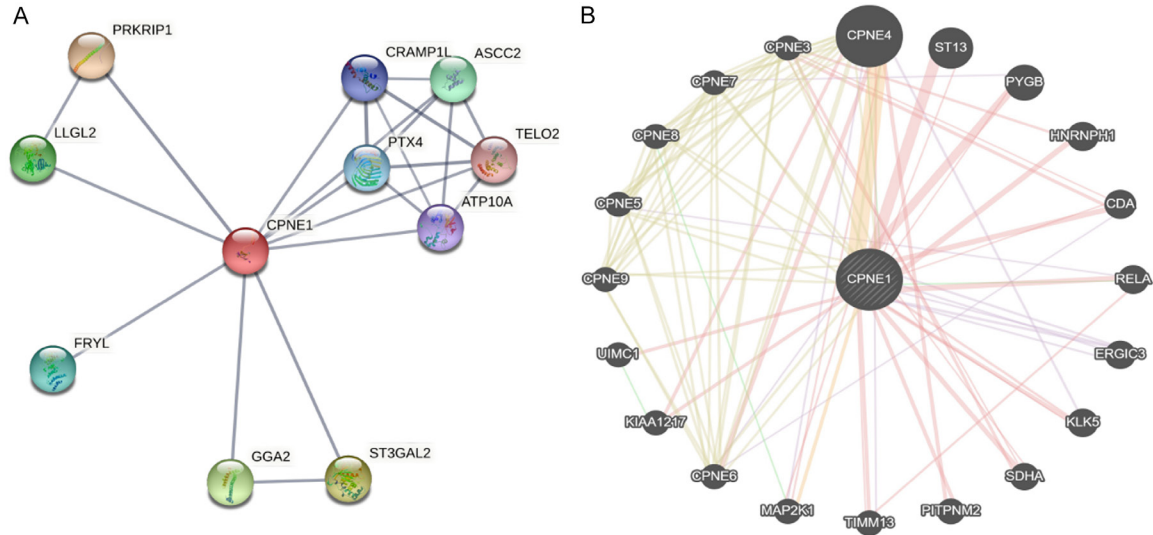 A
PRKRIP1
LLGL2
CRAMP1L
ASCC2
PTX4
TELO2
ATP10A
CPNE1
FRYL
GGA2
ST3GAL2
B
CPNE4
CPNE3
ST13
CPNE7
PYGB
CPNE8
HNRNPH1
CPNE5
CDA
CPNE9
CPNE1
RELA
UIMC1
ERGIC3
KIAA1217
KLK5
CPNE6
SDHA
MAP2K1
TIMM13
PITPNM2